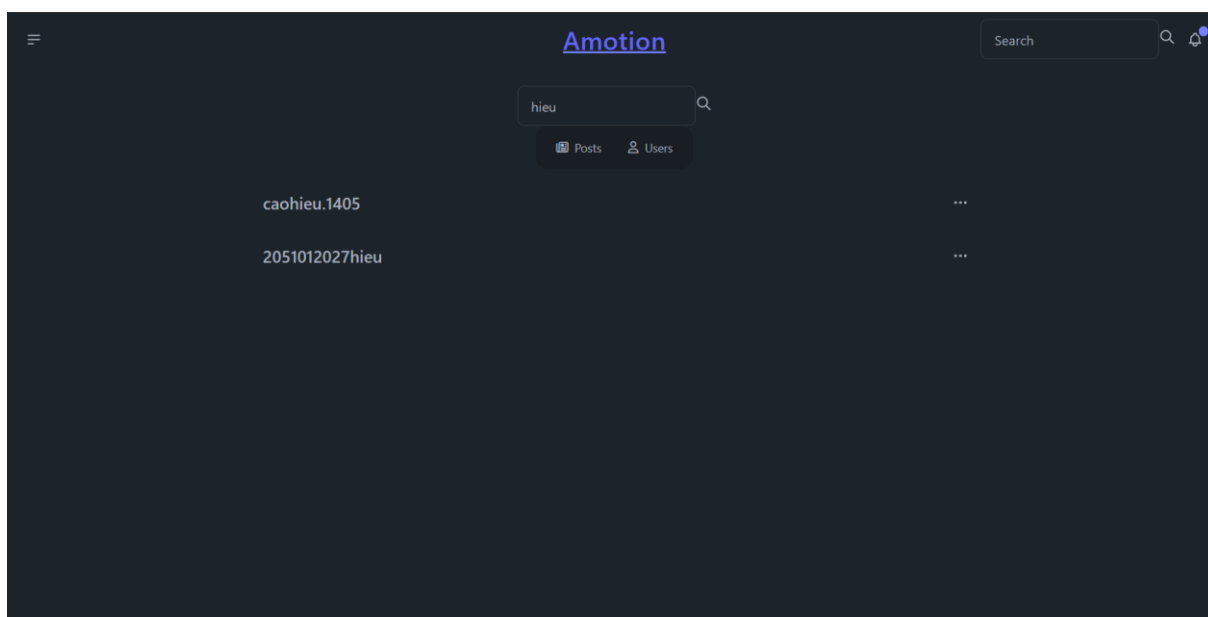 Amotion
Search
hieu
Posts Users
caohieu.1405
2051012027hieu